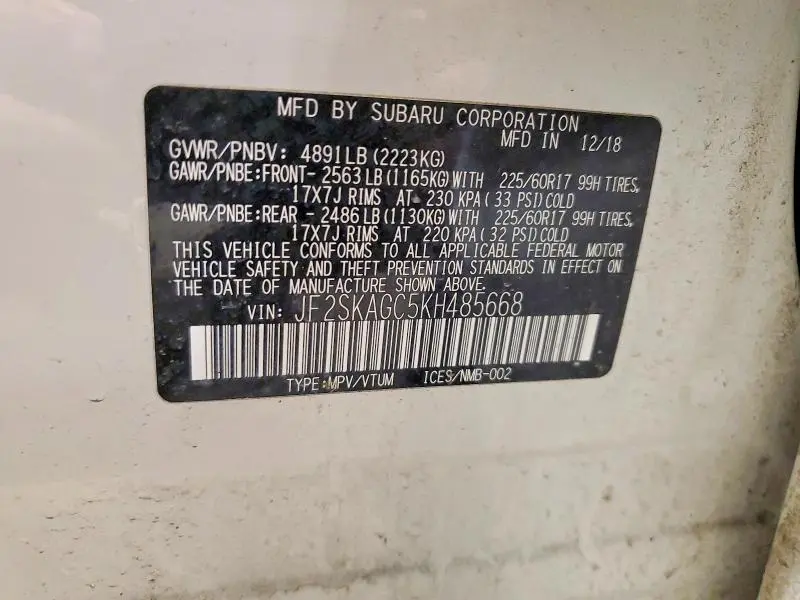 MFD BY SUBARU CORPORATION
MFD IN 12/18
GVWR/PNBV: 4891LB(2223KG)
GAWR/PNBE:FRONT- 2563LB(1165KG)WITH 225/60R17 99H TIRES,
17X7J RIMS AT 230 KPA(33 PSI)COLD
GAWR/PNBE:REAR - 2486LB(1130KG)WITH 225/60R17 99H TIRES,
17X7J RIMS AT 220 KPA(32 PSI)COLD
THIS VEHICLE CONFORMS TO ALL APPLICABLE FEDERAL MOTOR
VEHICLE SAFETY AND THEFT PREVENTION STANDARDS IN EFFECT ON
THE DATE OF MANUFACTURE SHOWN ABOVE.
VIN: JF2SKAGC5KH485668
TYPE:MPV/VTUM ICES/NMB-002